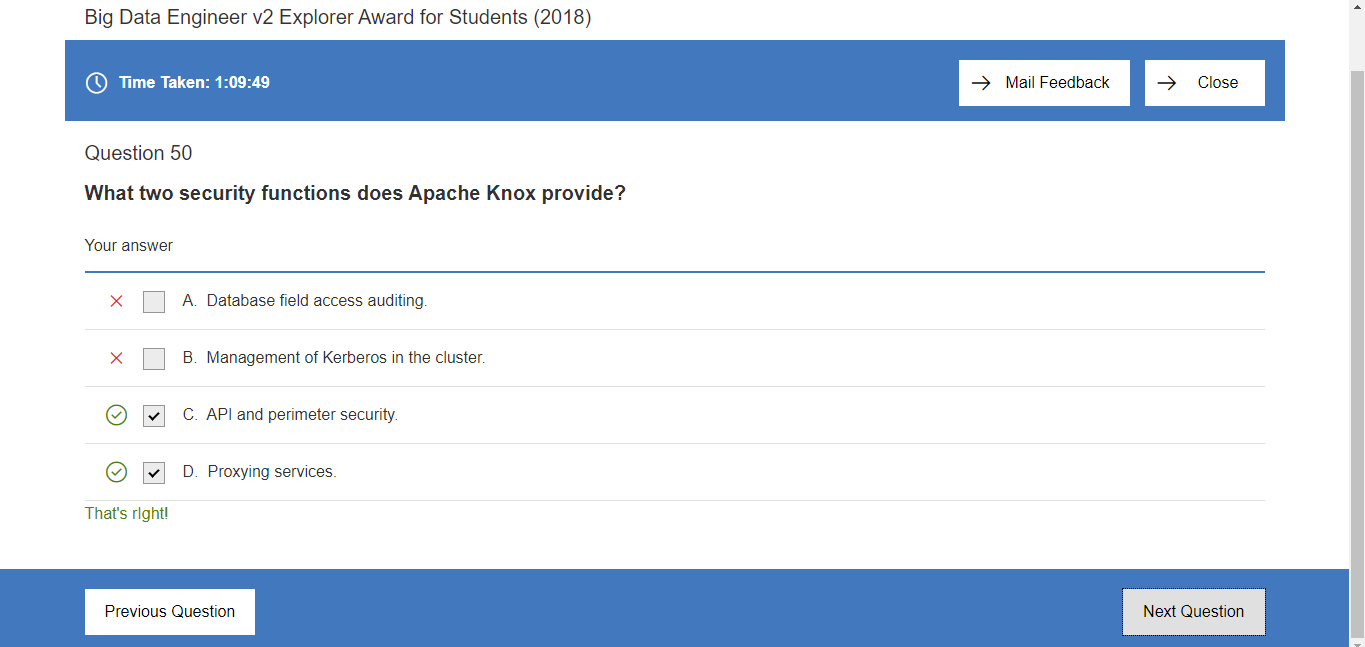 Big Data Engineer v2 Explorer Award for Students (2018)
Time Taken: 1:09:49
Mail Feedback
Close
Question 50
What two security functions does Apache Knox provide?
Your answer
A. Database field access auditing.
B. Management of Kerberos in the cluster.
C. API and perimeter security.
D. Proxying services.
That's right!
Previous Question
Next Question